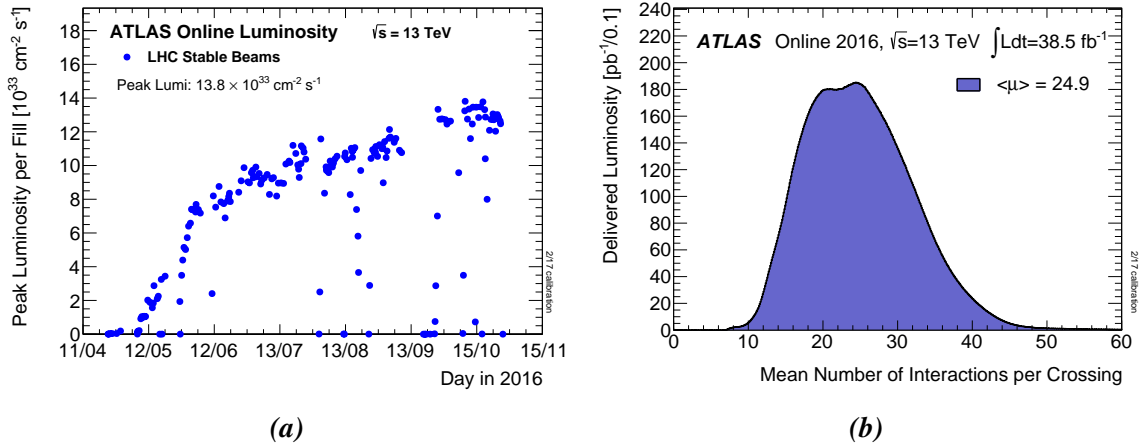 ATLAS Online Luminosity √s = 13 TeV
LHC Stable Beams
Peak Lumi: 13.8 × 10³³ cm⁻² s⁻¹
Peak Luminosity per Fill [10³³ cm⁻² s⁻¹]
18
16
14
12
10
8
6
4
2
0
11/04 12/05 12/06 13/07 13/08 13/09 15/10 15/11
Day in 2016
2/17 calibration
(a)
ATLAS Online 2016, √s=13 TeV ∫Ldt=38.5 fb⁻¹
<μ> = 24.9
Delivered Luminosity [pb⁻¹/0.1]
240
220
200
180
160
140
120
100
80
60
40
20
0
0 10 20 30 40 50 60
Mean Number of Interactions per Crossing
2/17 calibration
(b)